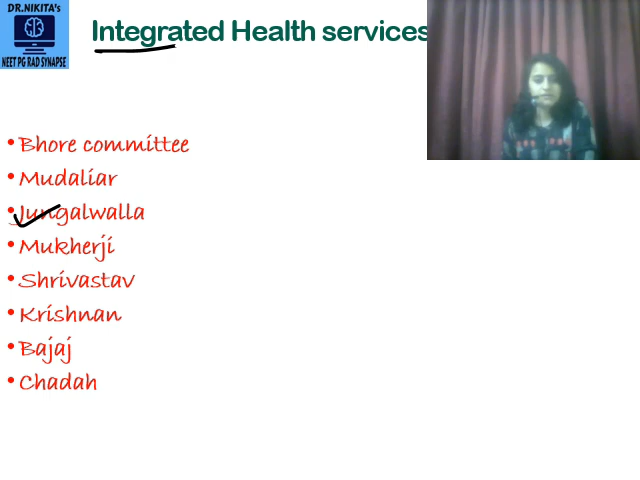 DR.NIKITA's
NEET PG RAD SYNAPSE
Integrated Health services
•Bhore committee
•Mudaliar
•Jungalwalla
•Mukherji
•Shrivastav
•Krishnan
•Bajaj
•Chadah